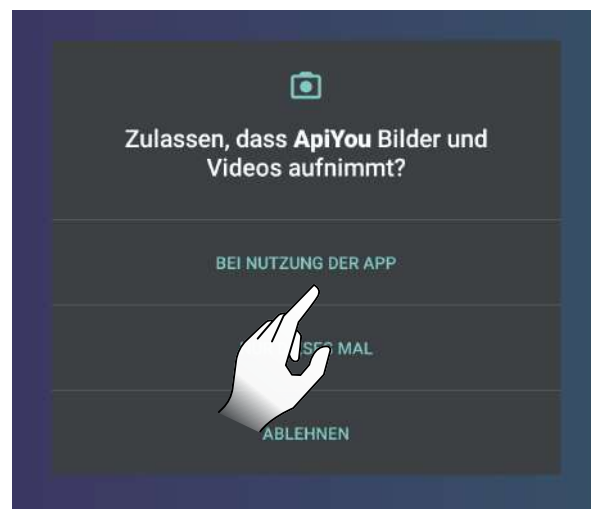 Zulassen, dass ApiYou Bilder und
Videos aufnimmt?
BEI NUTZUNG DER APP
MAL
ABLEHNEN